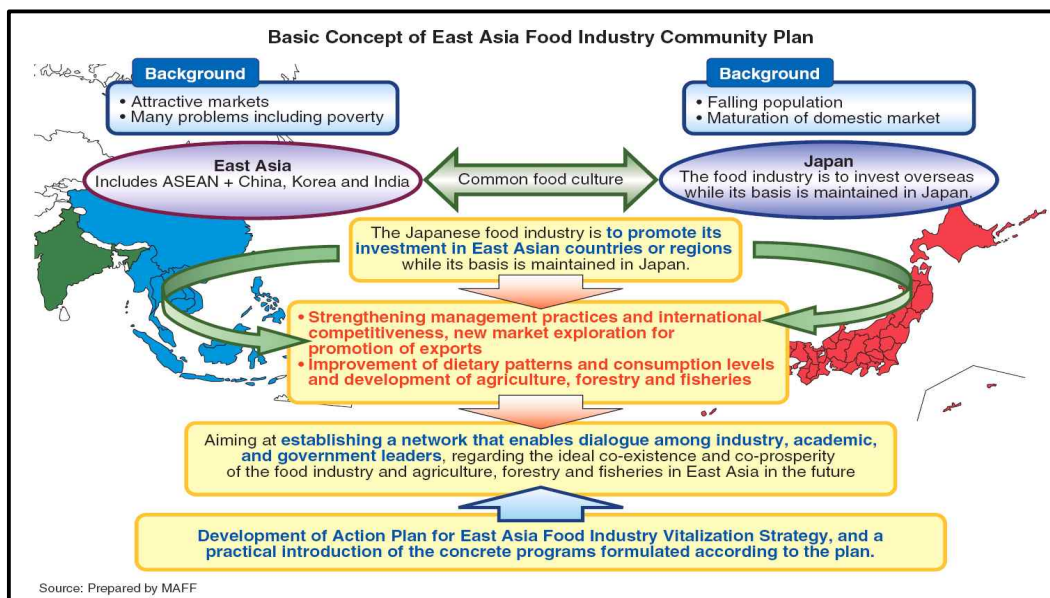 Basic Concept of East Asia Food Industry Community Plan
Background
• Attractive markets
• Many problems including poverty
Background
• Falling population
• Maturation of domestic market
East Asia
Includes ASEAN + China, Korea and India
Common food culture
Japan
The food industry is to invest overseas
while its basis is maintained in Japan.
The Japanese food industry is to promote its
investment in East Asian countries or regions
while its basis is maintained in Japan.
• Strengthening management practices and international
competitiveness, new market exploration for
promotion of exports
• Improvement of dietary patterns and consumption levels
and development of agriculture, forestry and fisheries
Aiming at establishing a network that enables dialogue among industry, academic,
and government leaders, regarding the ideal co-existence and co-prosperity
of the food industry and agriculture, forestry and fisheries in East Asia in the future
Development of Action Plan for East Asia Food Industry Vitalization Strategy, and a
practical introduction of the concrete programs formulated according to the plan.
Source: Prepared by MAFF